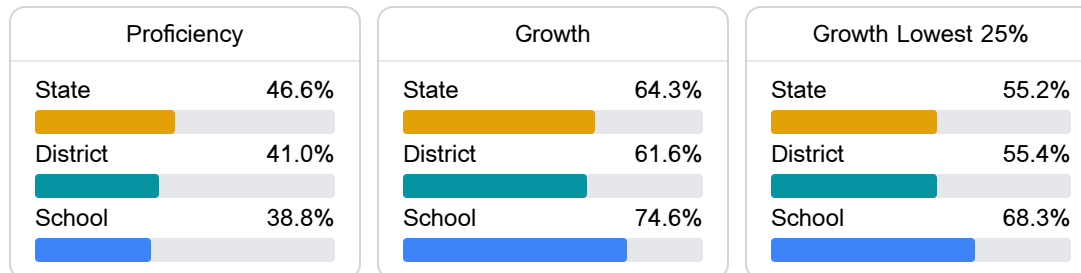 Proficiency
State 46.6%
District 41.0%
School 38.8%
Growth
State 64.3%
District 61.6%
School 74.6%
Growth Lowest 25%
State 55.2%
District 55.4%
School 68.3%